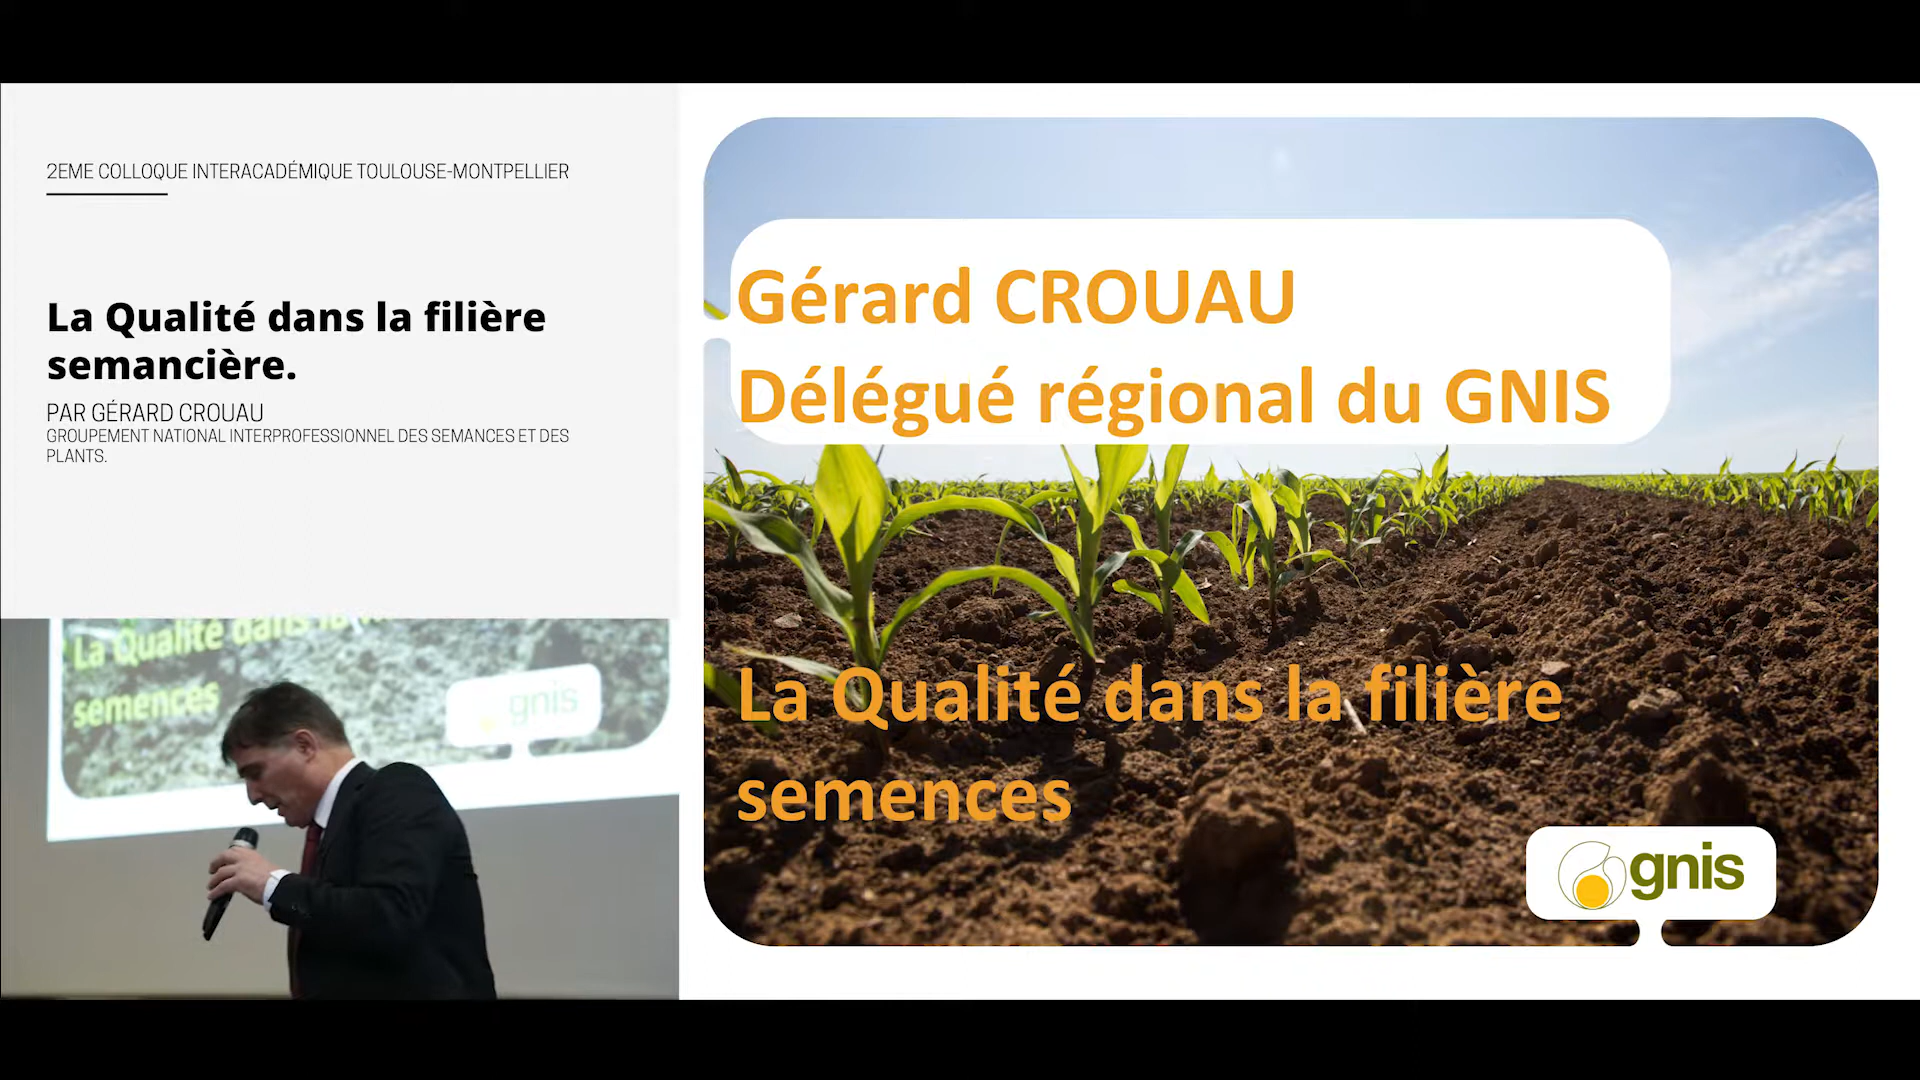 2EME COLLOQUE INTERACADÉMIQUE TOULOUSE-MONTPELLIER
La Qualité dans la filière
semancière.
PAR GÉRARD CROUAU
GROUPEMENT NATIONAL INTERPROFESSIONNEL DES SEMANCES ET DES
PLANTS.
La Qualité dans la
semences
gnis
Gérard CROUAU
Délégué régional du GNIS
La Qualité dans la filière
semences
gnis